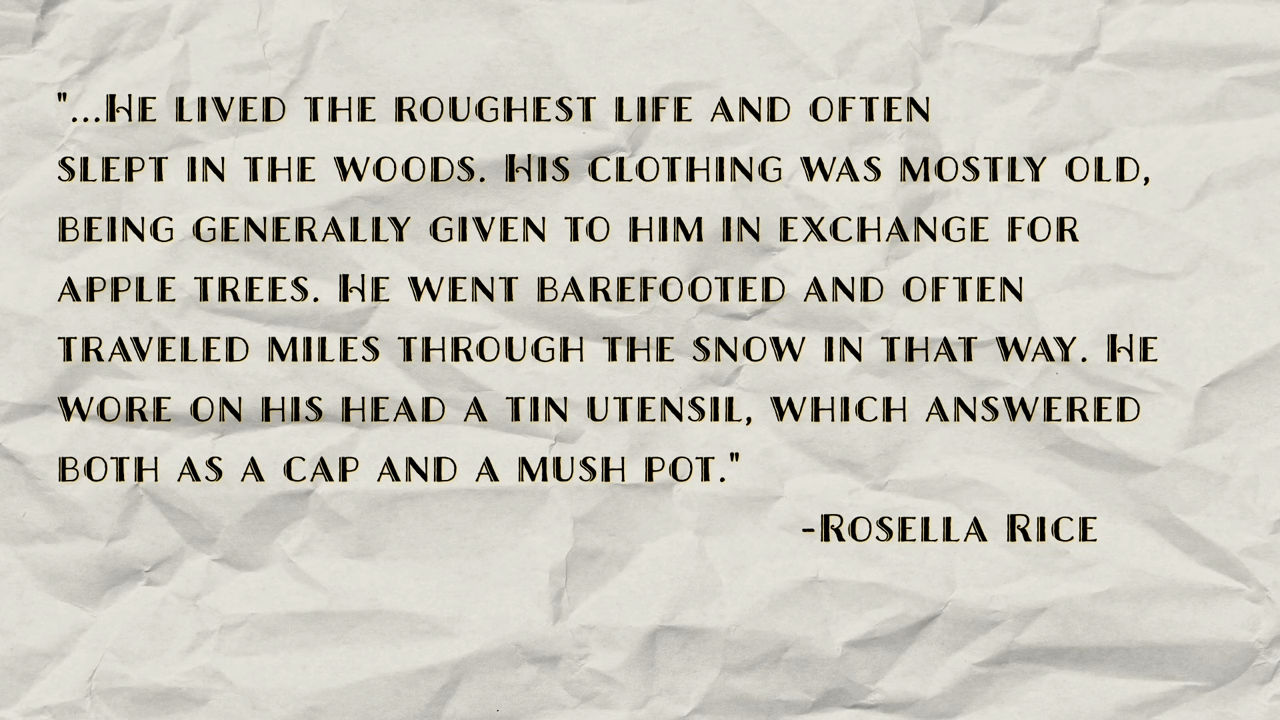 "...He lived the roughest life and often
slept in the woods. His clothing was mostly old,
being generally given to him in exchange for
apple trees. He went barefooted and often
traveled miles through the snow in that way. He
wore on his head a tin utensil, which answered
both as a cap and a mush pot."
-Rosella Rice